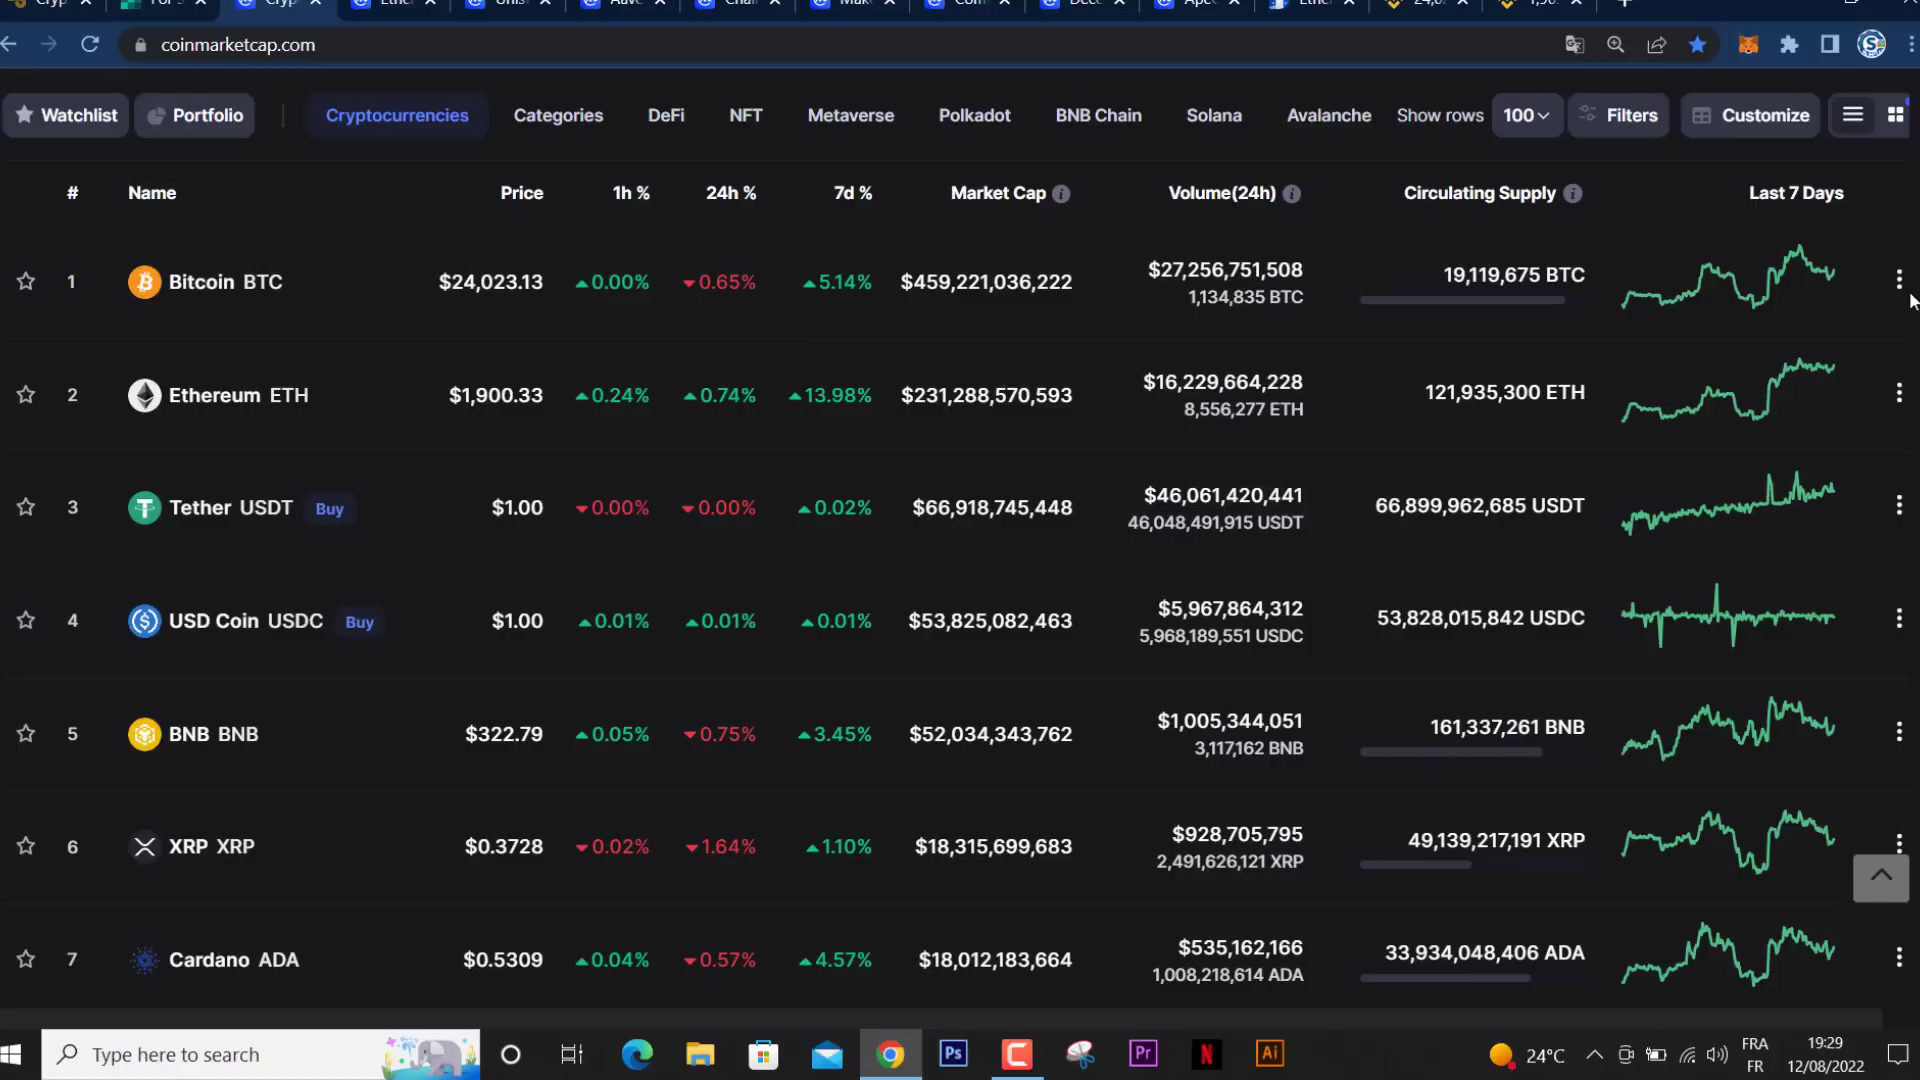 coinmarketcap.com
Watchlist Portfolio Cryptocurrencies Categories DeFi NFT Metaverse Polkadot BNB Chain Solana Avalanche Show rows 100 Filters Customize
# Name Price 1h % 24h % 7d % Market Cap Volume(24h) Circulating Supply Last 7 Days
1 Bitcoin BTC $24,023.13 0.00% 0.65% 5.14% $459,221,036,222 $27,256,751,508 19,119,675 BTC
1,134,835 BTC
2 Ethereum ETH $1,900.33 0.24% 0.74% 13.98% $231,288,570,593 $16,229,664,228 121,935,300 ETH
8,556,277 ETH
3 Tether USDT Buy $1.00 0.00% 0.00% 0.02% $66,918,745,448 $46,061,420,441 66,899,962,685 USDT
46,048,491,915 USDT
4 USD Coin USDC Buy $1.00 0.01% 0.01% 0.01% $53,825,082,463 $5,967,864,312 53,828,015,842 USDC
5,968,189,551 USDC
5 BNB BNB $322.79 0.05% 0.75% 3.45% $52,034,343,762 $1,005,344,051 161,337,261 BNB
3,117,162 BNB
6 XRP XRP $0.3728 0.02% 1.64% 1.10% $18,315,699,683 $928,705,795 49,139,217,191 XRP
2,491,626,121 XRP
7 Cardano ADA $0.5309 0.04% 0.57% 4.57% $18,012,183,664 $535,162,166 33,934,048,406 ADA
1,008,218,614 ADA
Type here to search Ps Pr N Ai 24°C FRA 19:29
FR 12/08/2022